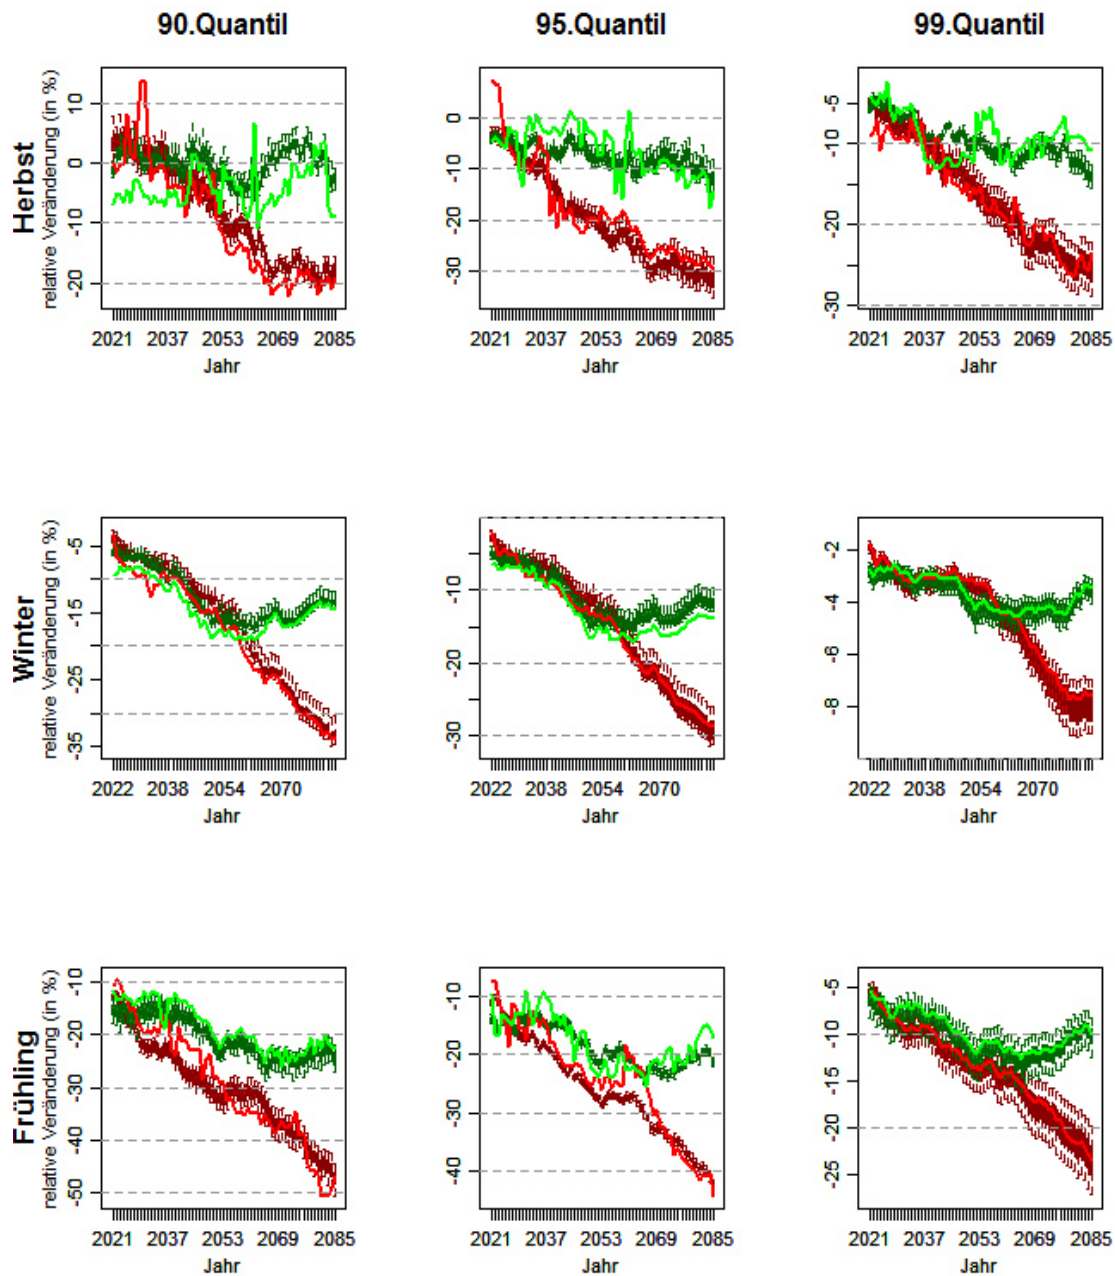 90.Quantil 95.Quantil 99.Quantil
Herbst
relative Veränderung (in %)
10
0
-10
-20
2021 2037 2053 2069 2085
Jahr
0
-10
-20
-30
2021 2037 2053 2069 2085
Jahr
-5
-10
-20
-30
2021 2037 2053 2069 2085
Jahr
Winter
relative Veränderung (in %)
-5
-15
-25
-35
2022 2038 2054 2070
Jahr
-10
-20
-30
2022 2038 2054 2070
Jahr
-2
-4
-6
-8
2022 2038 2054 2070
Jahr
Frühling
relative Veränderung (in %)
-10
-20
-30
-40
-50
2021 2037 2053 2069 2085
Jahr
-10
-20
-30
-40
2021 2037 2053 2069 2085
Jahr
-5
-10
-15
-20
-25
2021 2037 2053 2069 2085
Jahr